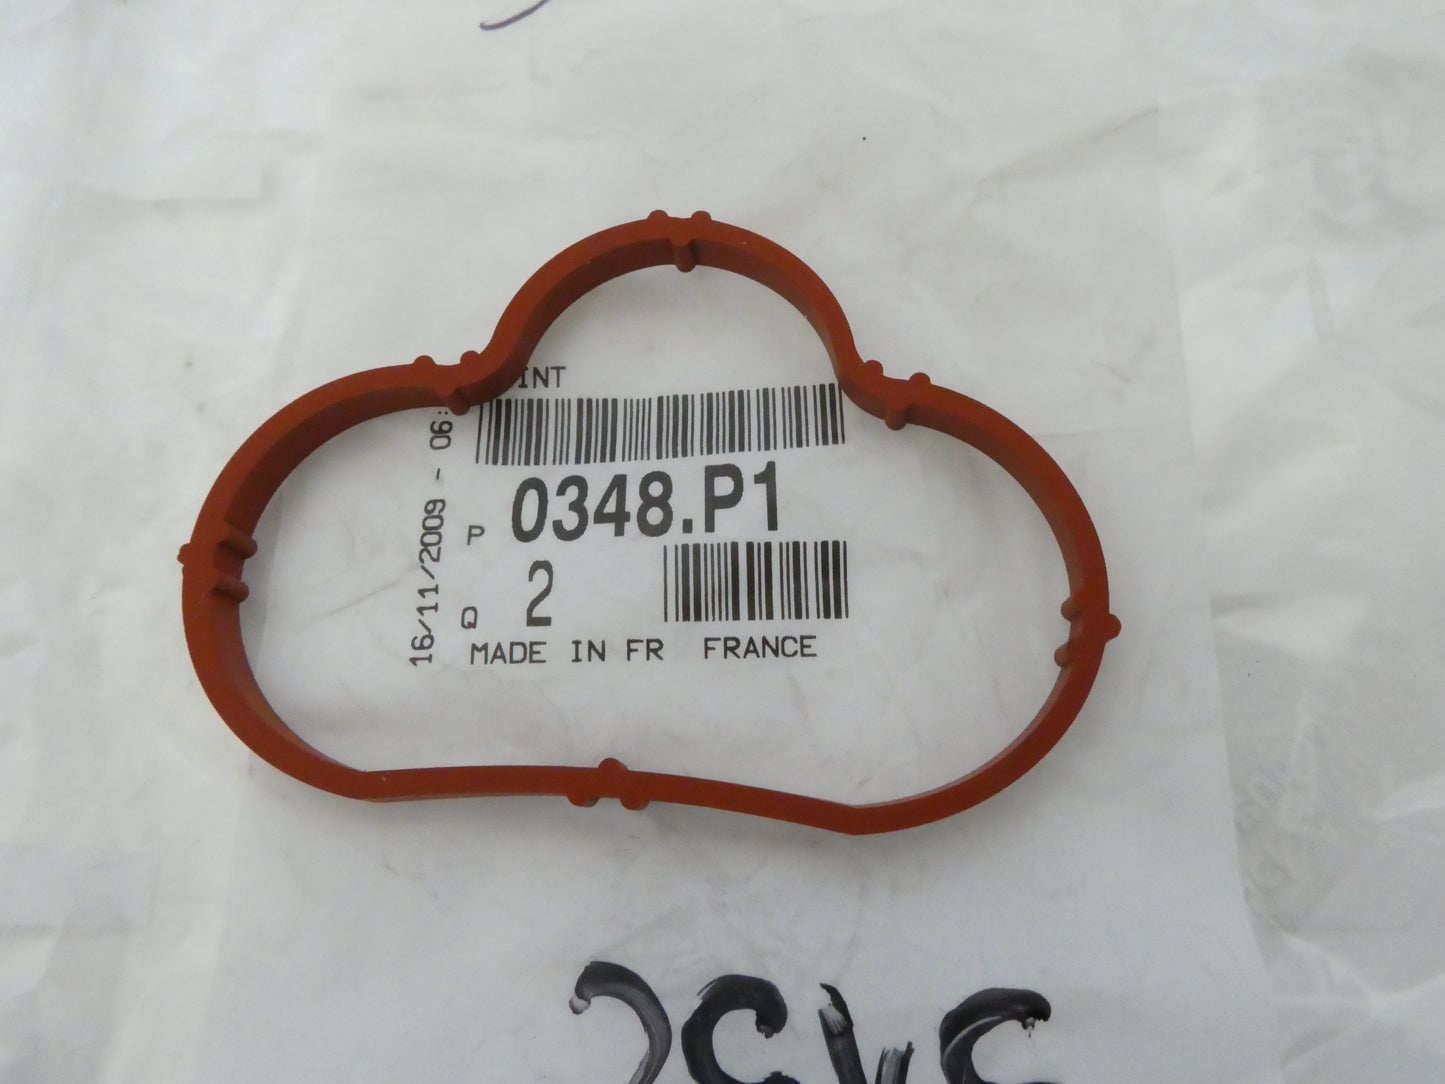 INT
0348.P1
P
Q 2
MADE IN FR FRANCE
16/11/2009 - 06: